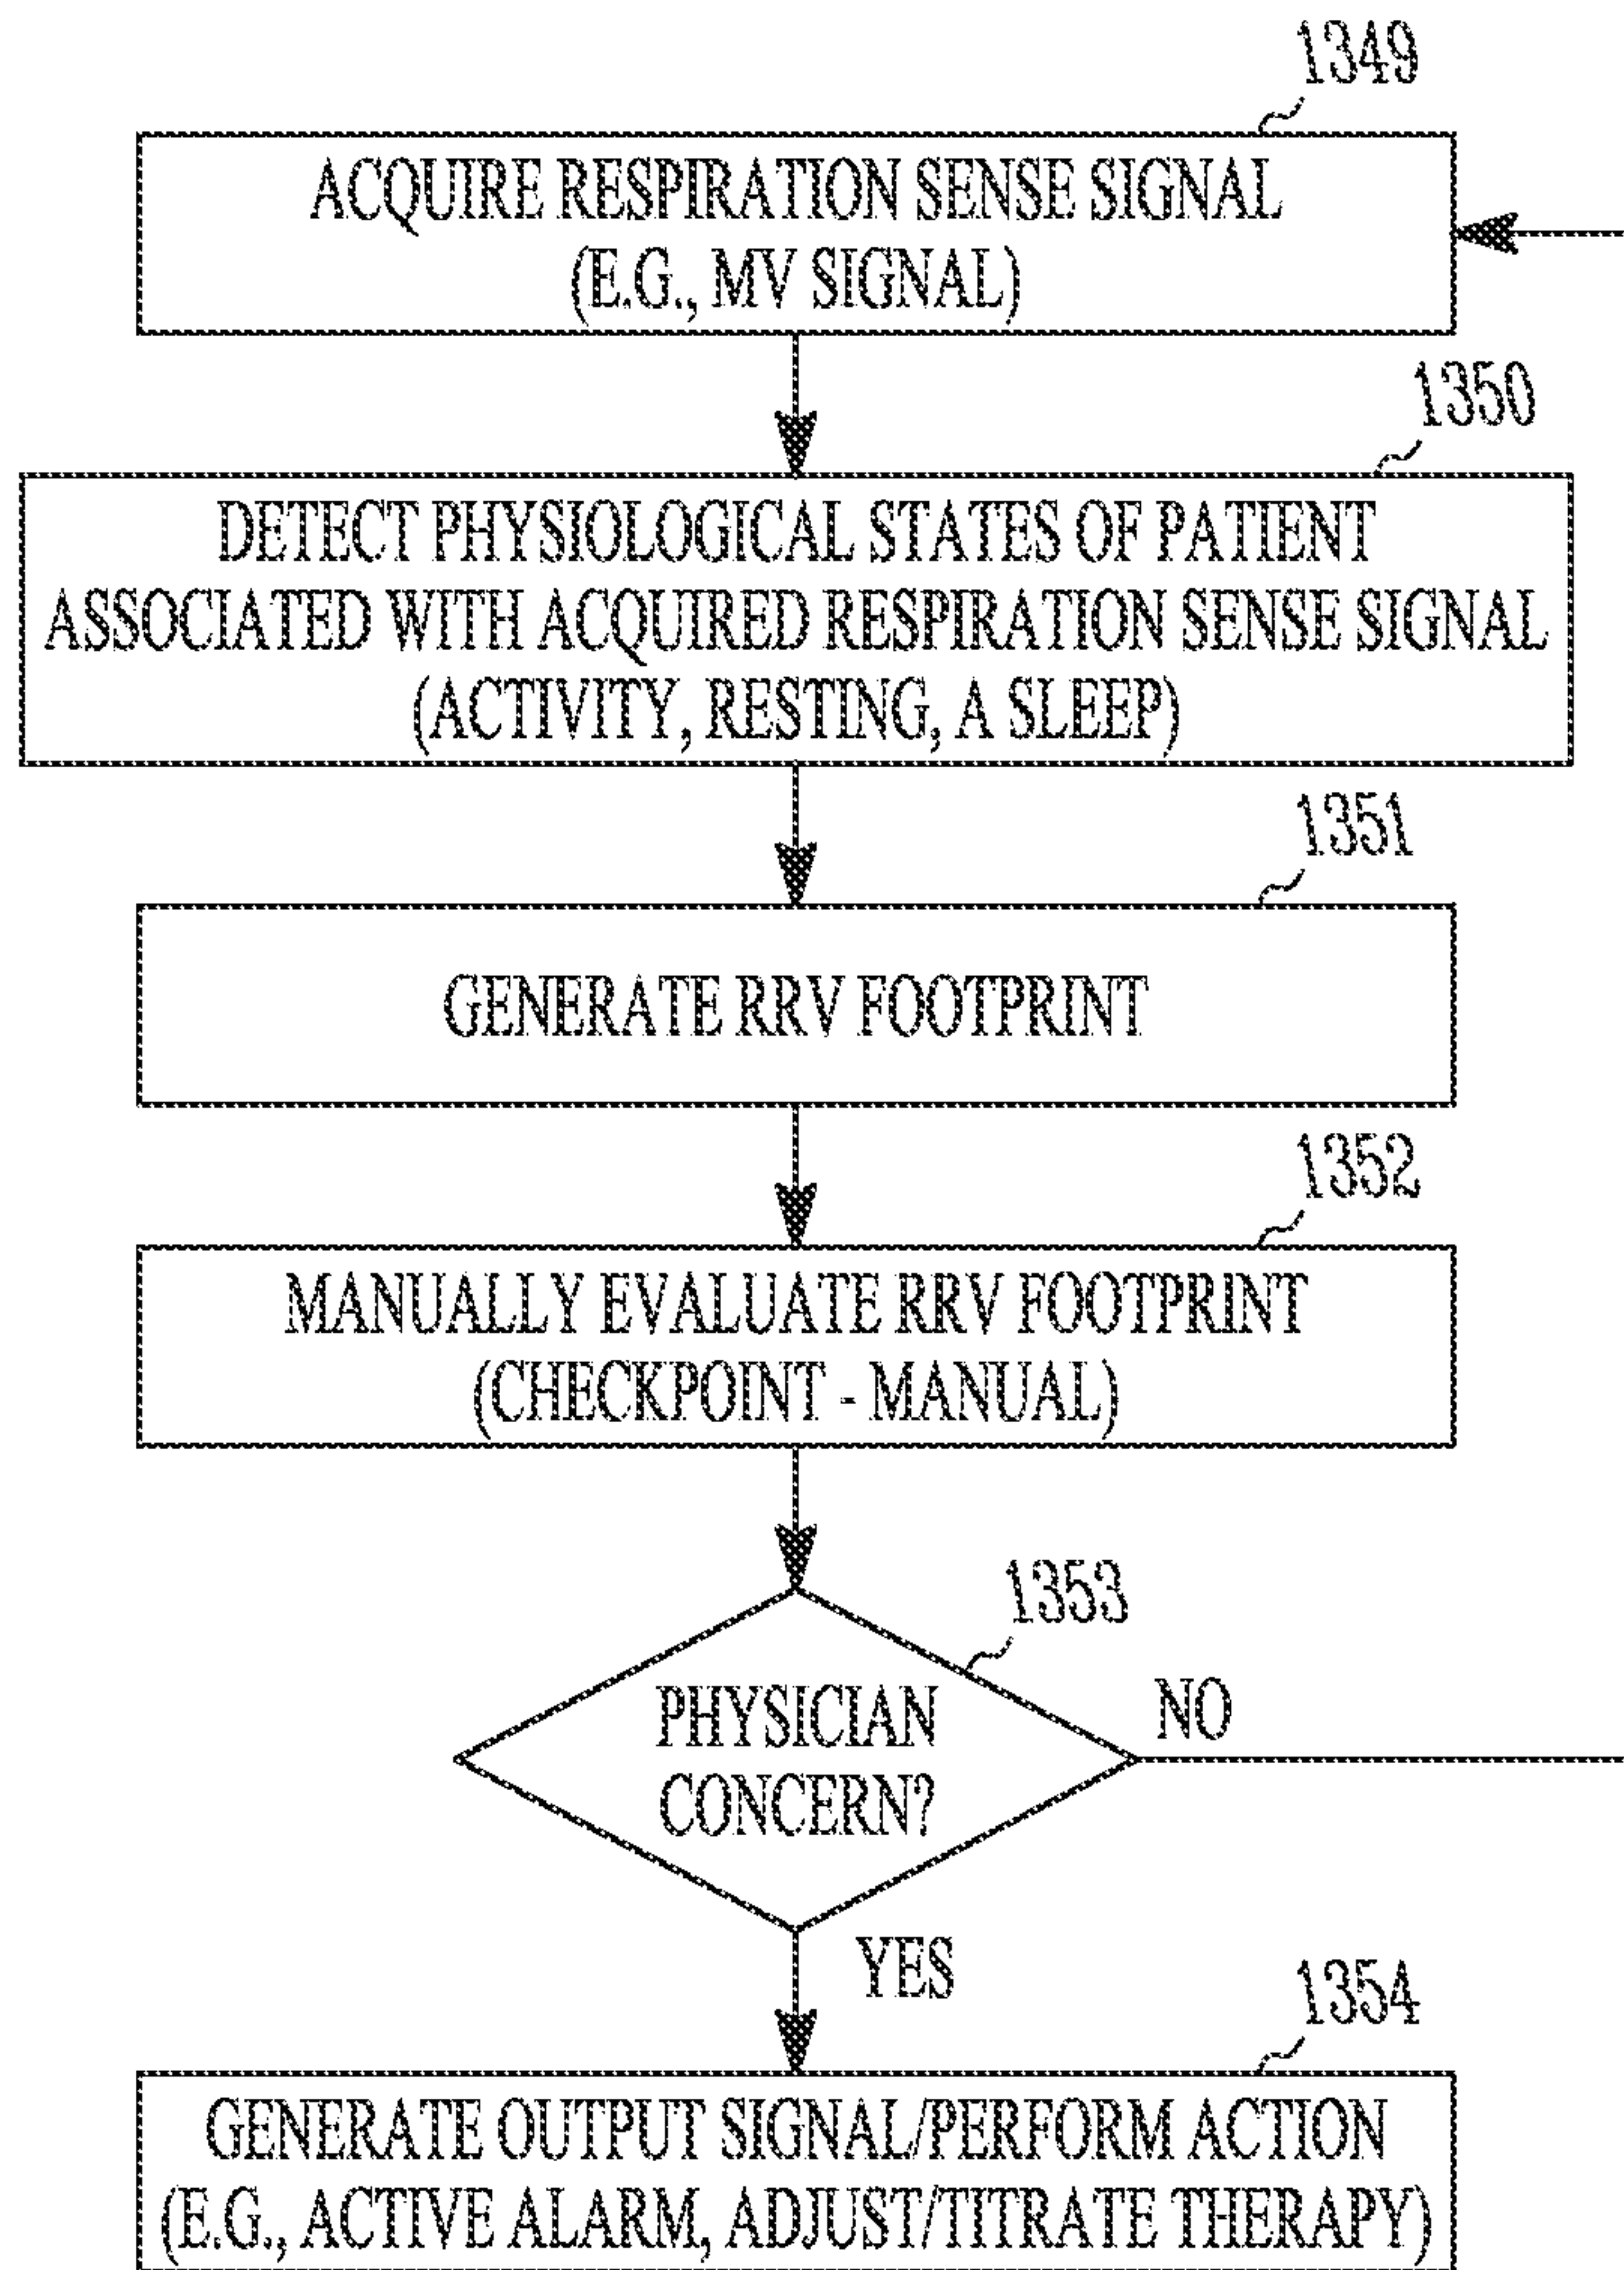 1349
ACQUIRE RESPIRATION SENSE SIGNAL
(E.G., MV SIGNAL)
1350
DETECT PHYSIOLOGICAL STATES OF PATIENT
ASSOCIATED WITH ACQUIRED RESPIRATION SENSE SIGNAL
(ACTIVITY, RESTING, A SLEEP)
1351
GENERATE RRV FOOTPRINT
1352
MANUALLY EVALUATE RRV FOOTPRINT
(CHECKPOINT - MANUAL)
1353
PHYSICIAN
CONCERN?
NO
YES
1354
GENERATE OUTPUT SIGNAL/PERFORM ACTION
(E.G., ACTIVE ALARM, ADJUST/TITRATE THERAPY)